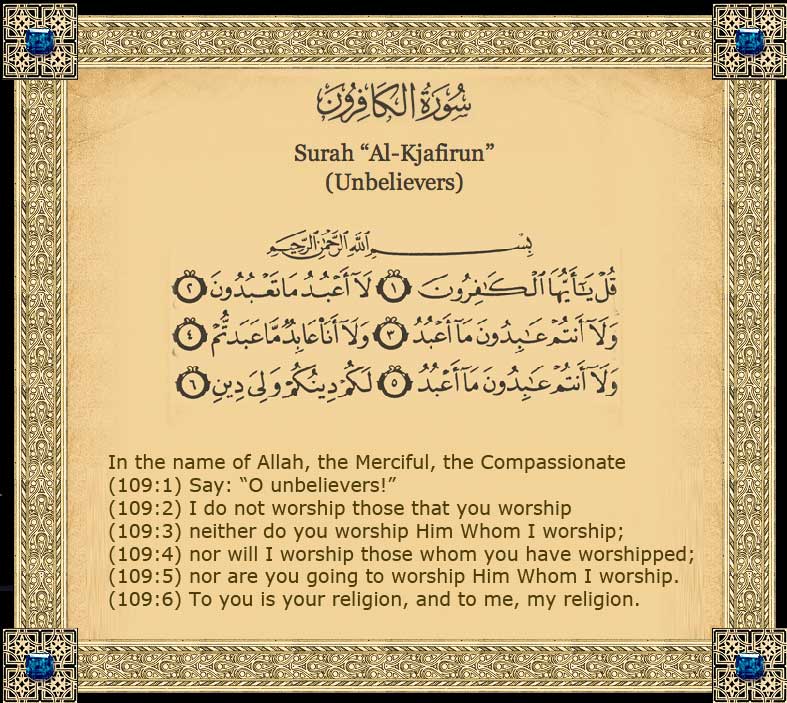 سُورَةُ الكَافِرُونَ
Surah “Al-Kjafirun”
(Unbelievers)
بِسْمِ اللَّهِ الرَّحْمَٰنِ الرَّحِيمِ
قُلْ يَٰٓأَيُّهَا ٱلْكَٰفِرُونَ ١ لَآ أَعْبُدُ مَا تَعْبُدُونَ ٢
وَلَآ أَنتُمْ عَٰبِدُونَ مَآ أَعْبُدُ ٣ وَلَآ أَنَا۠ عَابِدٌ مَّا عَبَدتُّمْ ٤
وَلَآ أَنتُمْ عَٰبِدُونَ مَآ أَعْبُدُ ٥ لَكُمْ دِينُكُمْ وَلِىَ دِينِ ٦
In the name of Allah, the Merciful, the Compassionate
(109:1) Say: “O unbelievers!”
(109:2) I do not worship those that you worship
(109:3) neither do you worship Him Whom I worship;
(109:4) nor will I worship those whom you have worshipped;
(109:5) nor are you going to worship Him Whom I worship.
(109:6) To you is your religion, and to me, my religion.